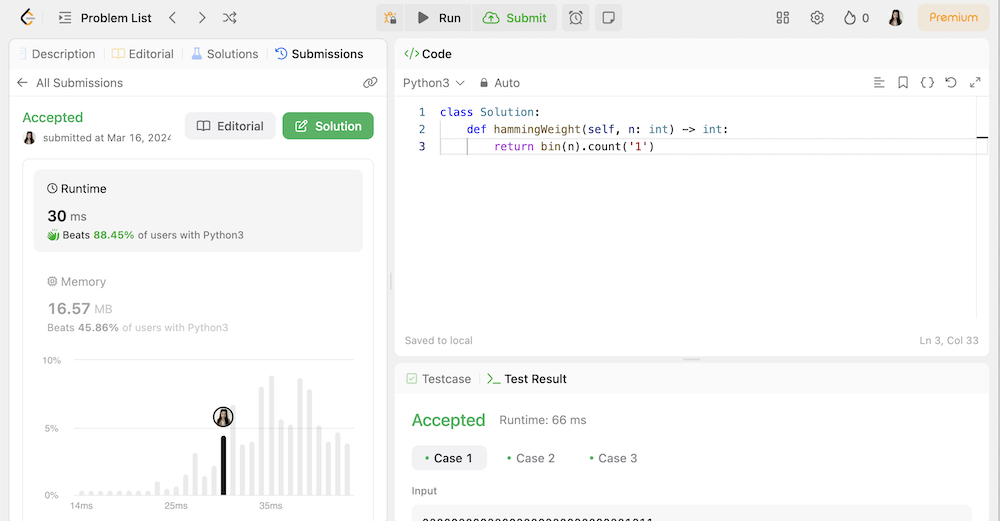 Problem List
Run
Submit
0
Premium
Description
Editorial
Solutions
Submissions
All Submissions
Accepted
submitted at Mar 16, 2024
Editorial
Solution
Runtime
30 ms
Beats 88.45% of users with Python3
Memory
16.57 MB
Beats 45.86% of users with Python3
10%
5%
0%
14ms 25ms 35ms
</> Code
Python3
Auto
1 class Solution:
2 def hammingWeight(self, n: int) -> int:
3 return bin(n).count('1')
Saved to local
Ln 3, Col 33
Testcase
>_ Test Result
Accepted
Runtime: 66 ms
• Case 1
• Case 2
• Case 3
Input